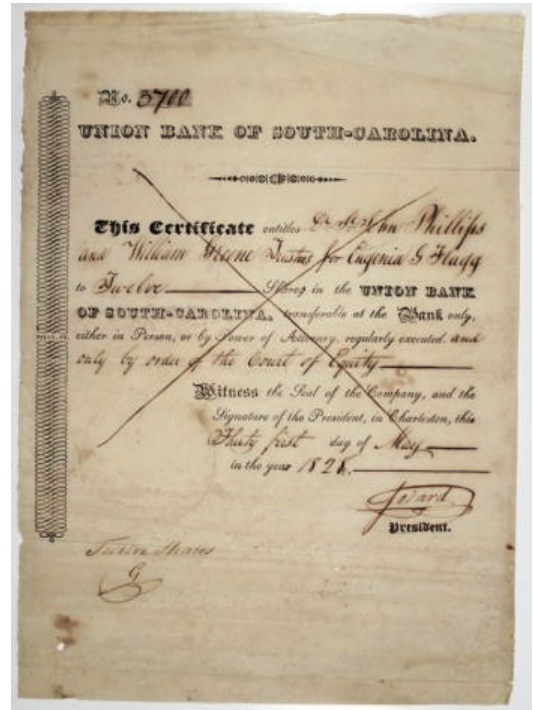 No. 3700
UNION BANK OF SOUTH-CAROLINA.
This Certificate entitles John Phillips
and William Greene Trustees for Eugenia G Flagg
to Twelve Shares in the UNION BANK
OF SOUTH-CAROLINA, transferable at the Bank only,
either in Person, or by Power of Attorney, regularly executed and
only by order of the Court of Equity
Witness the Seal of the Company, and the
Signature of the President, in Charleston, this
Thirty first day of May
in the year 1828.
President.
Twelve Shares
G